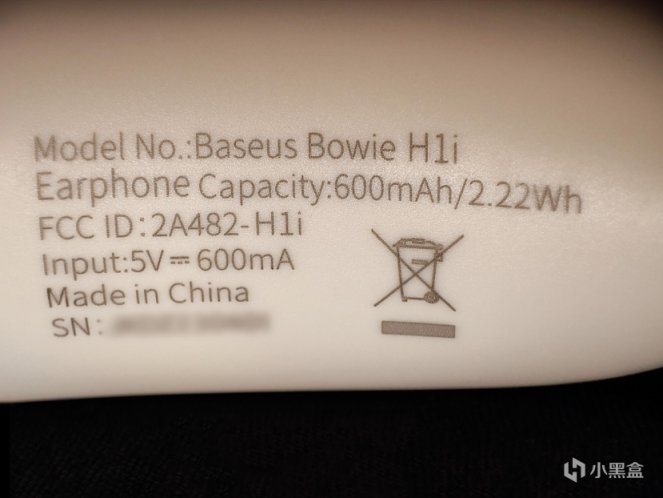 Model No.:Baseus Bowie H1i
Earphone Capacity:600mAh/2.22Wh
FCC ID:2A482-H1i
Input:5V⎓600mA
Made in China
SN:
小黑盒